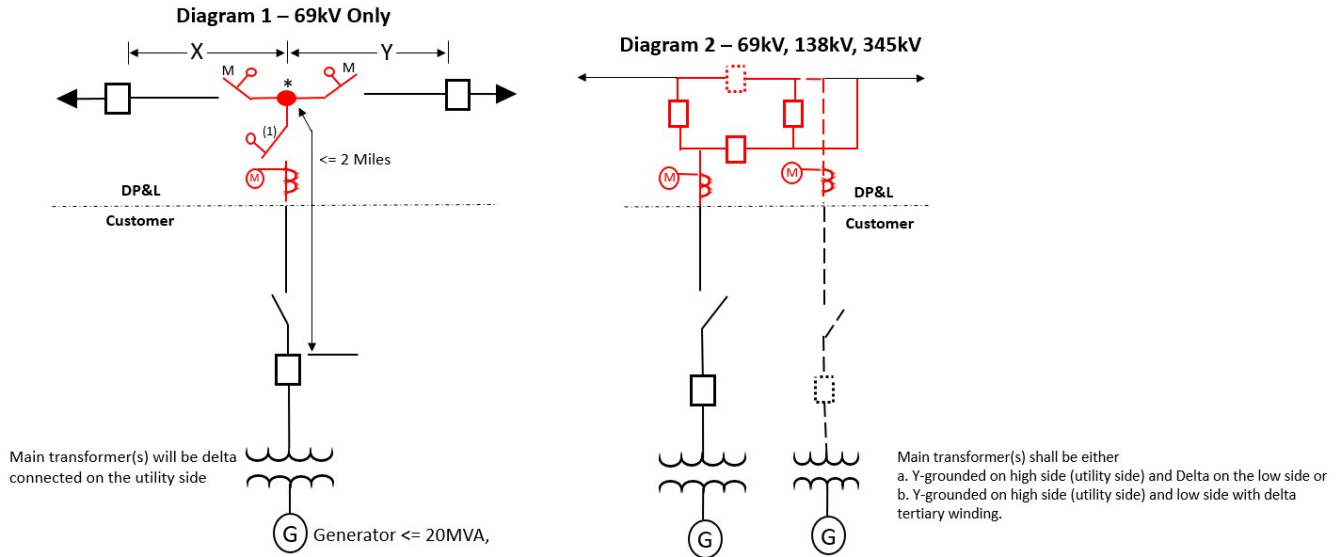 Diagram 1 – 69kV Only
X
Y
M
M
*
(1)
<= 2 Miles
M
DP&L
Customer
Main transformer(s) will be delta
connected on the utility side
G
Generator <= 20MVA,
Diagram 2 – 69kV, 138kV, 345kV
M
M
DP&L
Customer
Main transformer(s) shall be either
a. Y-grounded on high side (utility side) and Delta on the low side or
b. Y-grounded on high side (utility side) and low side with delta
tertiary winding.
G
G